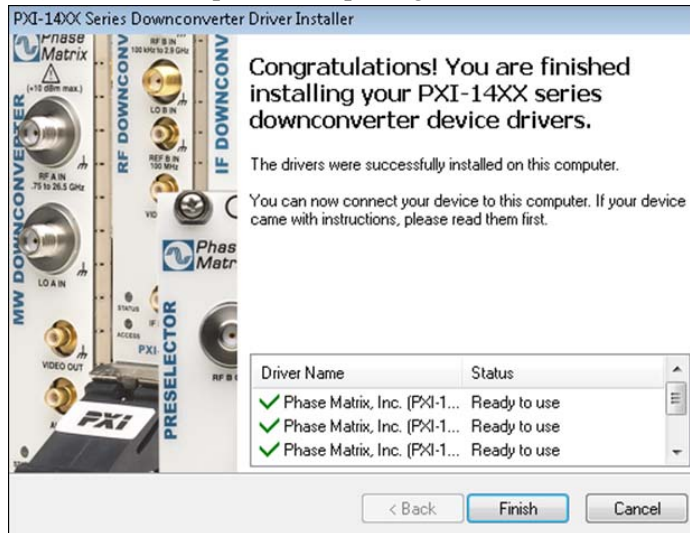 PXI-14XX Series Downconverter Driver Installer
Phase
Matrix
(+10 dBm max.)
MW DOWNCONVERTER
RF A IN
.75 to 26.5 GHz
LO A IN
VIDEO OUT
RF DOWNCONV
RF B IN
100 kHz to 2.9 GHz
LO B IN
REF B IN
100 MHz
STATUS
ACCESS
PXI
IF DOWNCONV
Phas
Matr
PRESELECTOR
RF B
PXI
Congratulations! You are finished
installing your PXI-14XX series
downconverter device drivers.
The drivers were successfully installed on this computer.
You can now connect your device to this computer. If your device
came with instructions, please read them first.
Driver Name Status
Phase Matrix, Inc. (PXI-1... Ready to use
Phase Matrix, Inc. (PXI-1... Ready to use
Phase Matrix, Inc. (PXI-1... Ready to use
< Back Finish Cancel